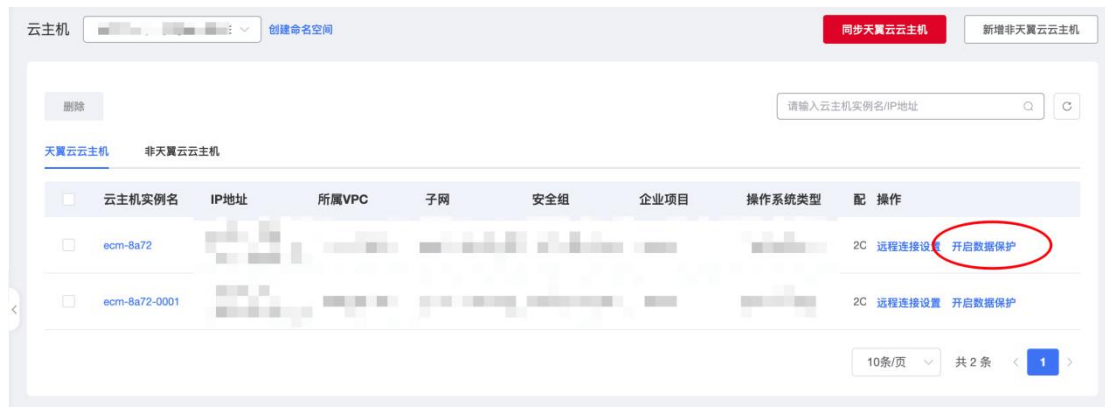 云主机 创建命名空间 同步天翼云云主机 新增非天翼云云主机
删除 请输入云主机实例名/IP地址
天翼云云主机 非天翼云云主机
云主机实例名 IP地址 所属VPC 子网 安全组 企业项目 操作系统类型 配 操作
ecm-8a72 2C 远程连接设置 开启数据保护
ecm-8a72-0001 2C 远程连接设置 开启数据保护
10条/页 共 2 条 1